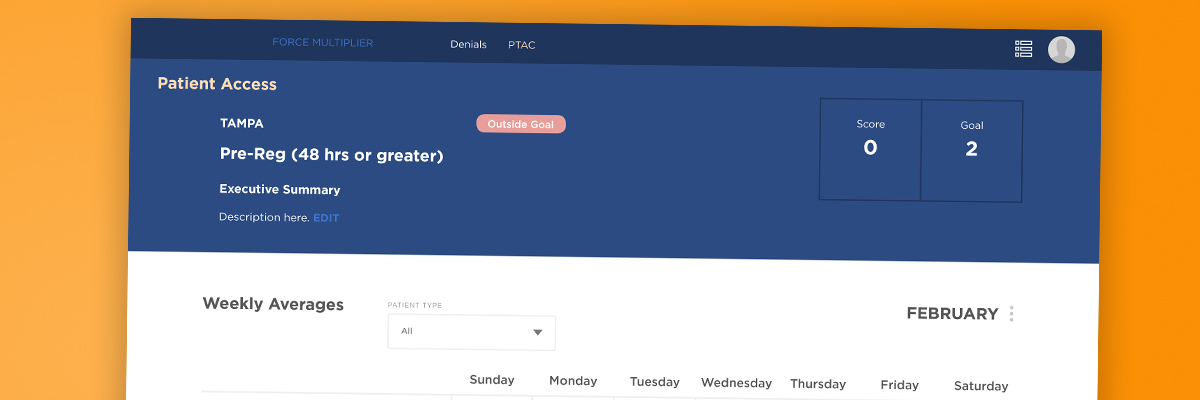 FORCE MULTIPLIER Denials PTAC
Patient Access
TAMPA Outside Goal
Pre-Reg (48 hrs or greater)
Executive Summary
Description here. EDIT
Score Goal
0 2
Weekly Averages
PATIENT TYPE
All
FEBRUARY
Sunday Monday Tuesday Wednesday Thursday Friday Saturday